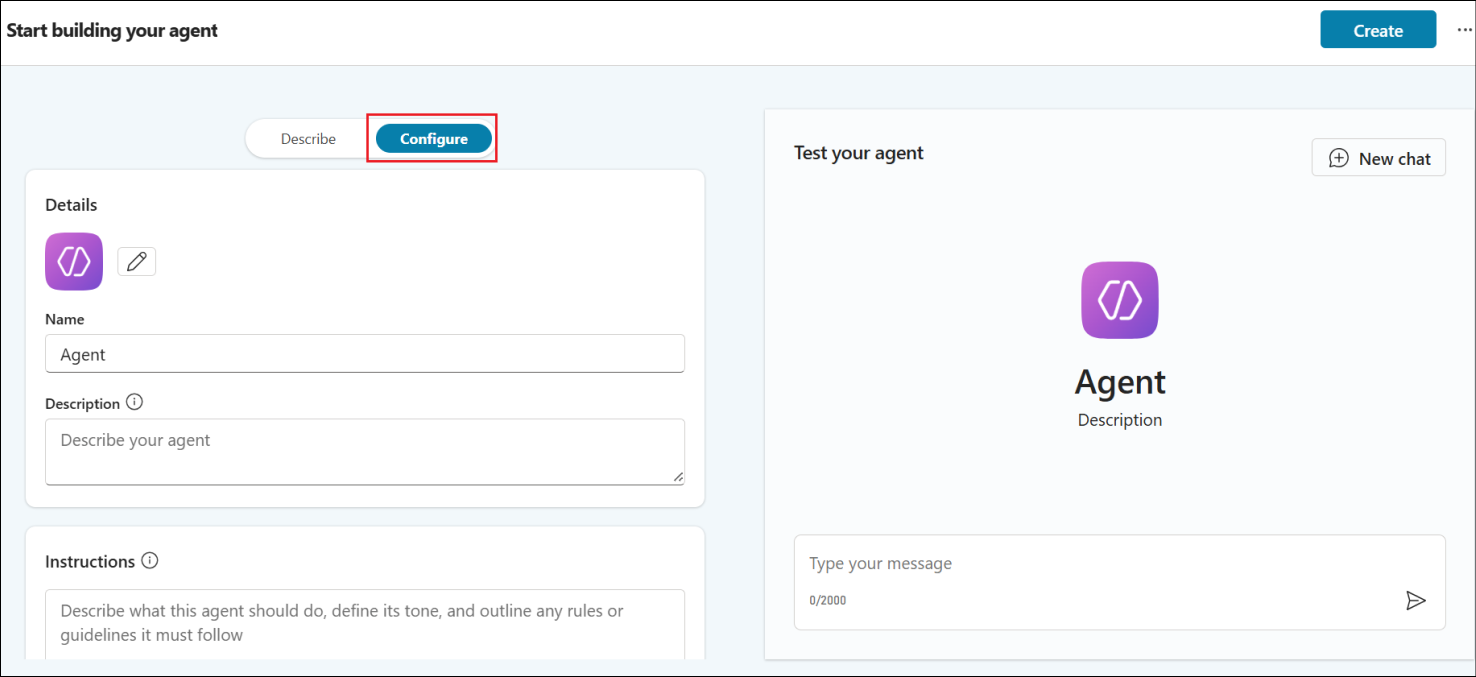 Start building your agent
Create
Describe
Configure
Details
Name
Agent
Description
Describe your agent
Instructions
Describe what this agent should do, define its tone, and outline any rules or
guidelines it must follow
Test your agent
New chat
Agent
Description
Type your message
0/2000